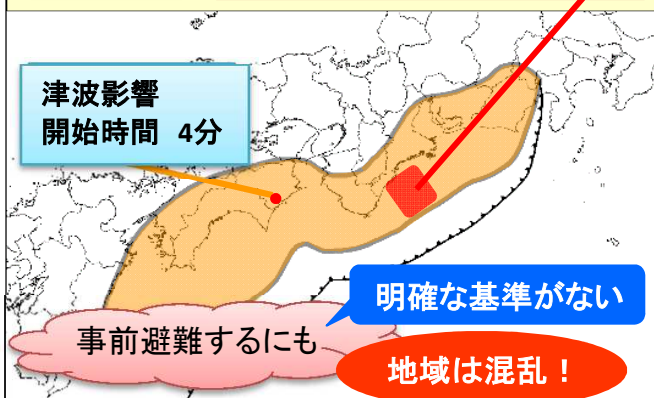 津波影響
開始時間 4分
明確な基準がない
事前避難するにも
地域は混乱！